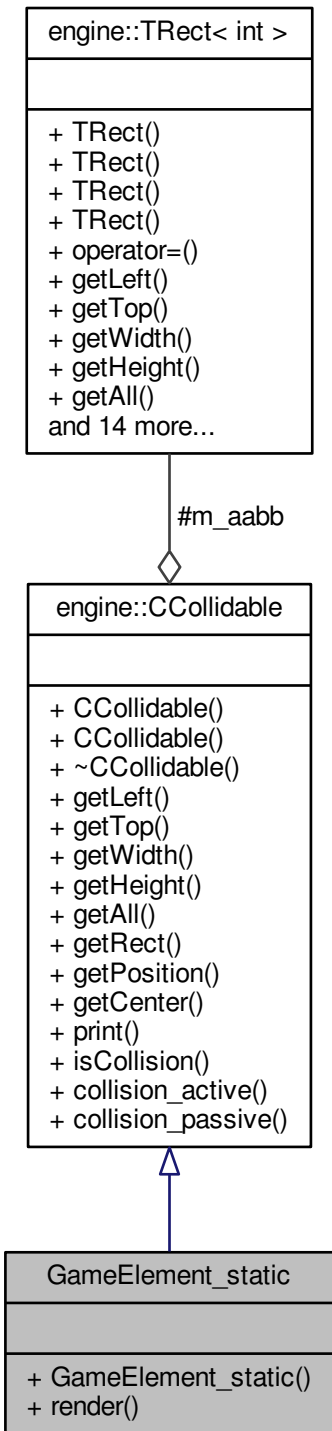 engine::TRect< int >
+ TRect()
+ TRect()
+ TRect()
+ TRect()
+ operator=()
+ getLeft()
+ getTop()
+ getWidth()
+ getHeight()
+ getAll()
and 14 more...
#m_aabb
engine::CCollidable
+ CCollidable()
+ CCollidable()
+ ~CCollidable()
+ getLeft()
+ getTop()
+ getWidth()
+ getHeight()
+ getAll()
+ getRect()
+ getPosition()
+ getCenter()
+ print()
+ isCollision()
+ collision_active()
+ collision_passive()
GameElement_static
+ GameElement_static()
+ render()